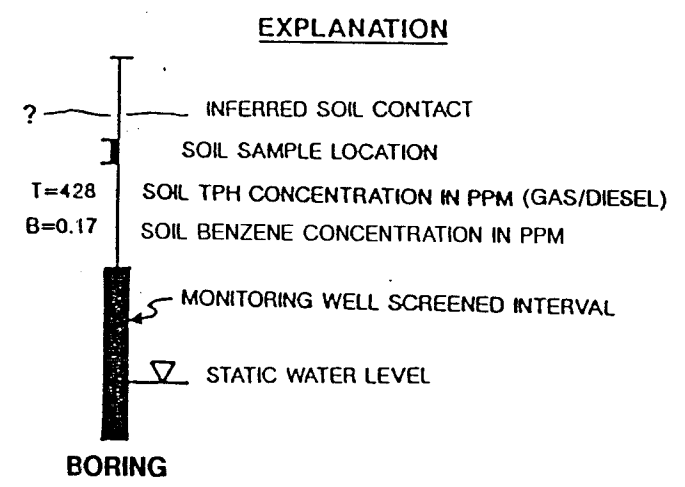 EXPLANATION
? INFERRED SOIL CONTACT
SOIL SAMPLE LOCATION
T=428 SOIL TPH CONCENTRATION IN PPM (GAS/DIESEL)
B=0.17 SOIL BENZENE CONCENTRATION IN PPM
MONITORING WELL SCREENED INTERVAL
STATIC WATER LEVEL
BORING